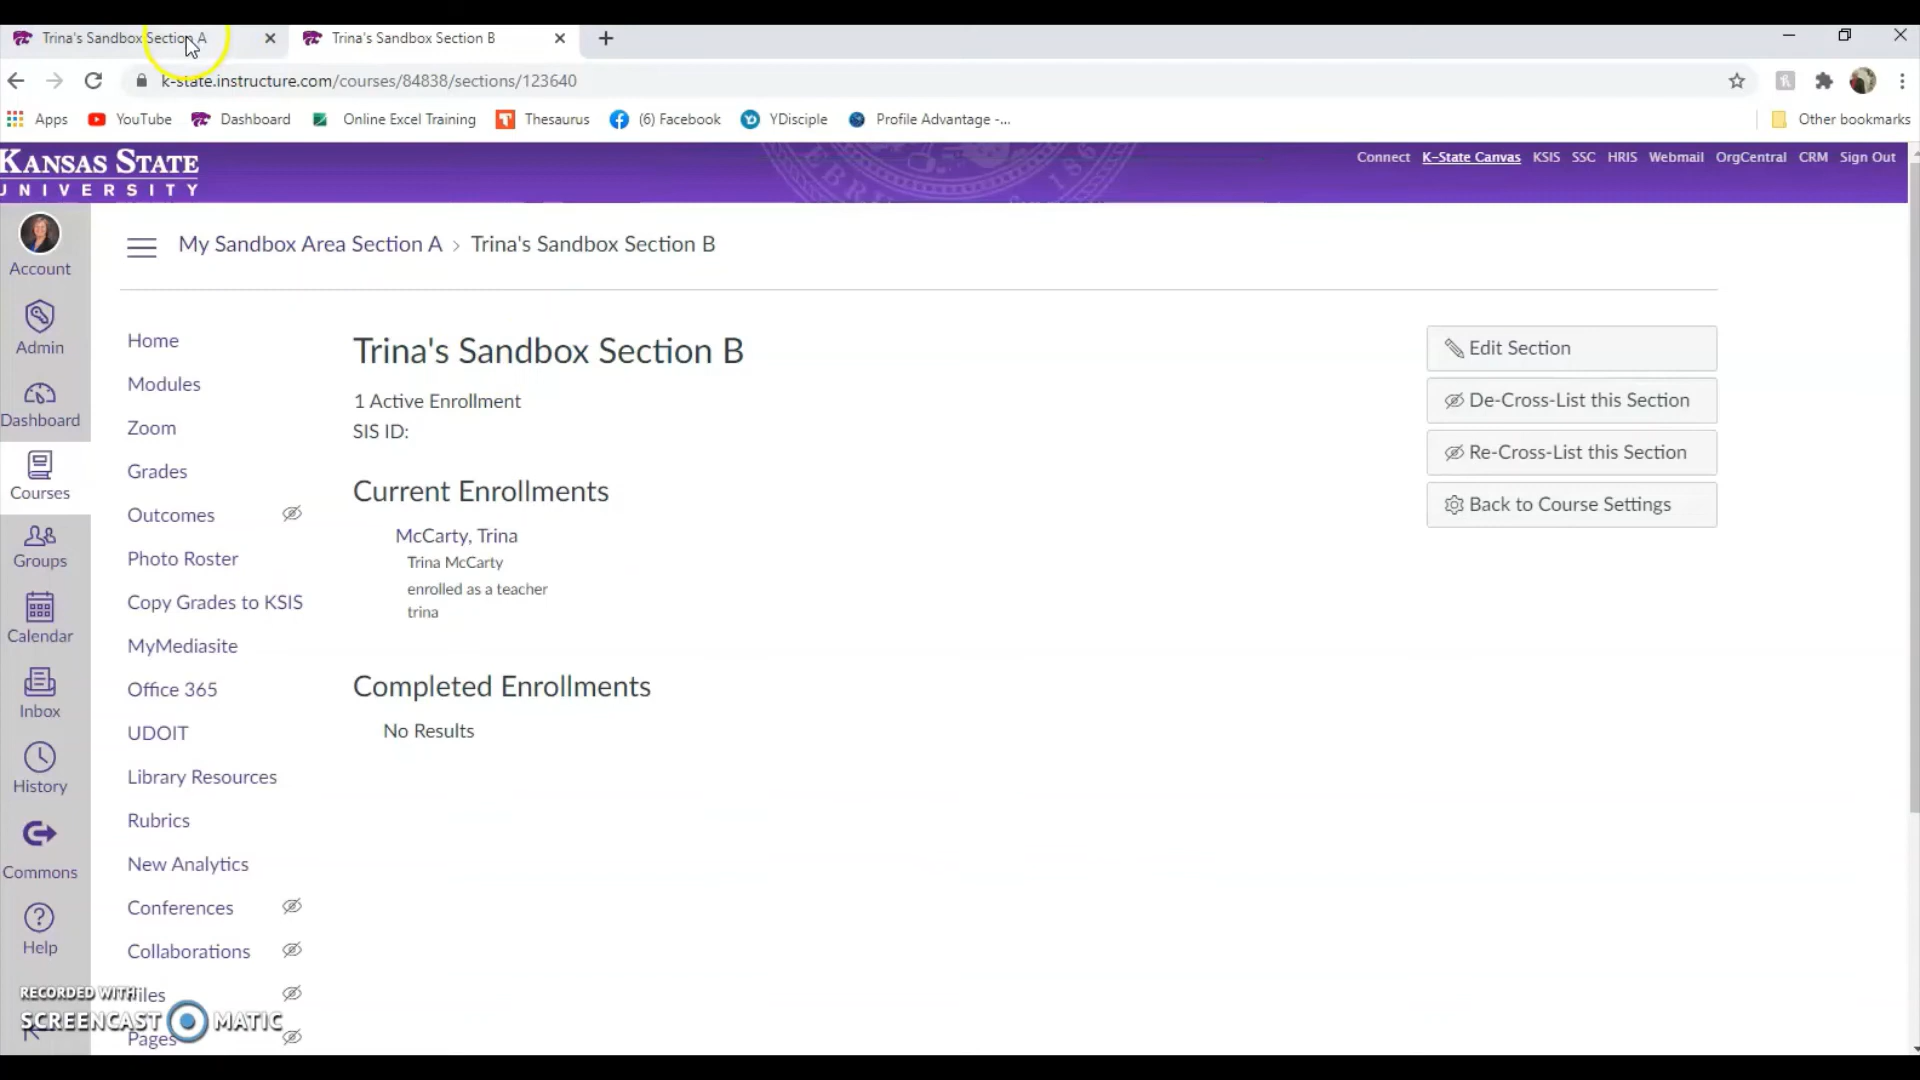 Trina's Sandbox Section A
Trina's Sandbox Section B
k-state.instructure.com/courses/84838/sections/123640
Apps YouTube Dashboard Online Excel Training Thesaurus (6) Facebook YDisciple Profile Advantage -... Other bookmarks
KANSAS STATE
UNIVERSITY
Connect K-State Canvas KSIS SSC HRIS Webmail OrgCentral CRM Sign Out
My Sandbox Area Section A › Trina's Sandbox Section B
Account
Admin
Dashboard
Courses
Groups
Calendar
Inbox
History
Commons
Help
Home
Modules
Zoom
Grades
Outcomes
Photo Roster
Copy Grades to KSIS
MyMediasite
Office 365
UDOIT
Library Resources
Rubrics
New Analytics
Conferences
Collaborations
Files
Pages
Trina's Sandbox Section B
1 Active Enrollment
SIS ID:
Current Enrollments
McCarty, Trina
Trina McCarty
enrolled as a teacher
trina
Completed Enrollments
No Results
Edit Section
De-Cross-List this Section
Re-Cross-List this Section
Back to Course Settings
RECORDED WITH
SCREENCAST MATIC